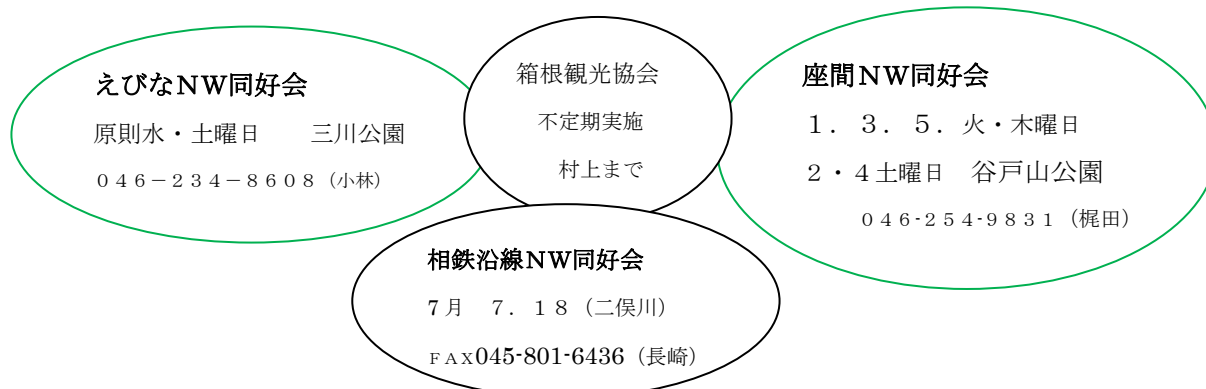 えびなNW同好会
原則水・土曜日　　三川公園
０４６－２３４－８６０８（小林）
箱根観光協会
不定期実施
村上まで
座間NW同好会
１．３．５．火・木曜日
２・４土曜日　谷戸山公園
０４６-２５４-９８３１（梶田）
相鉄沿線NW同好会
7月　７．１８（二俣川）
ＦＡＸ045-801-6436（長崎）